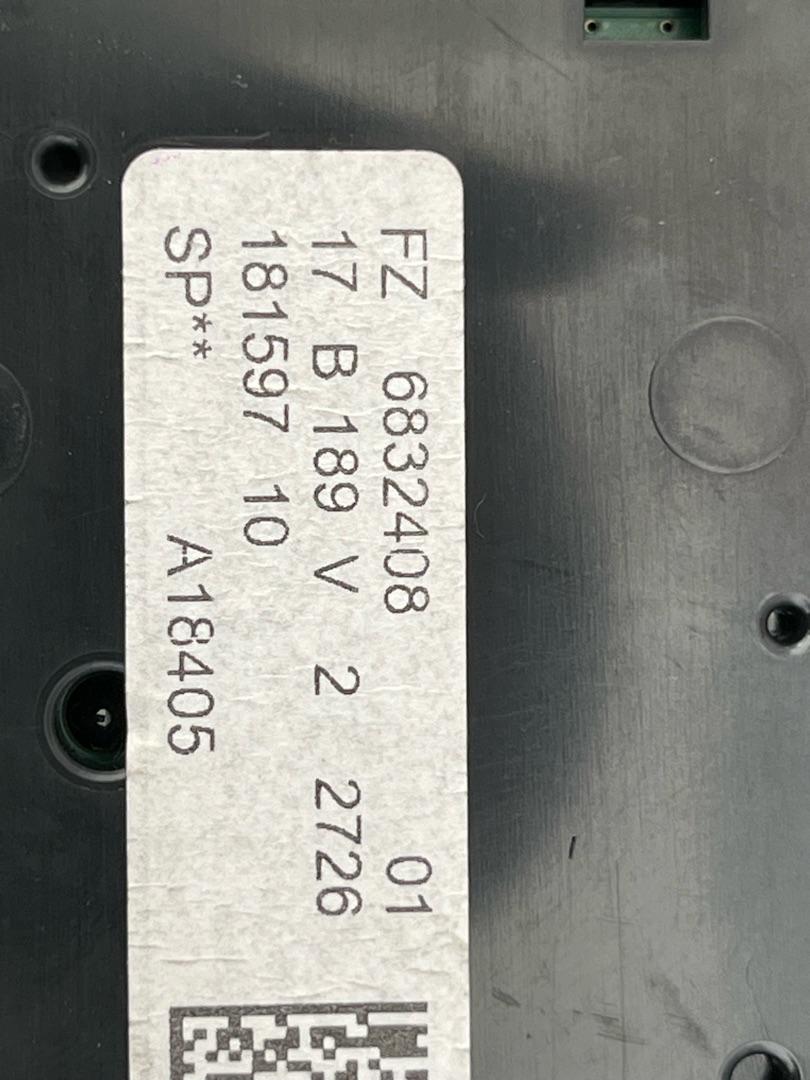 FZ 6832408 01
17 B 189 V 2 2726
181597 10
SP** A18405